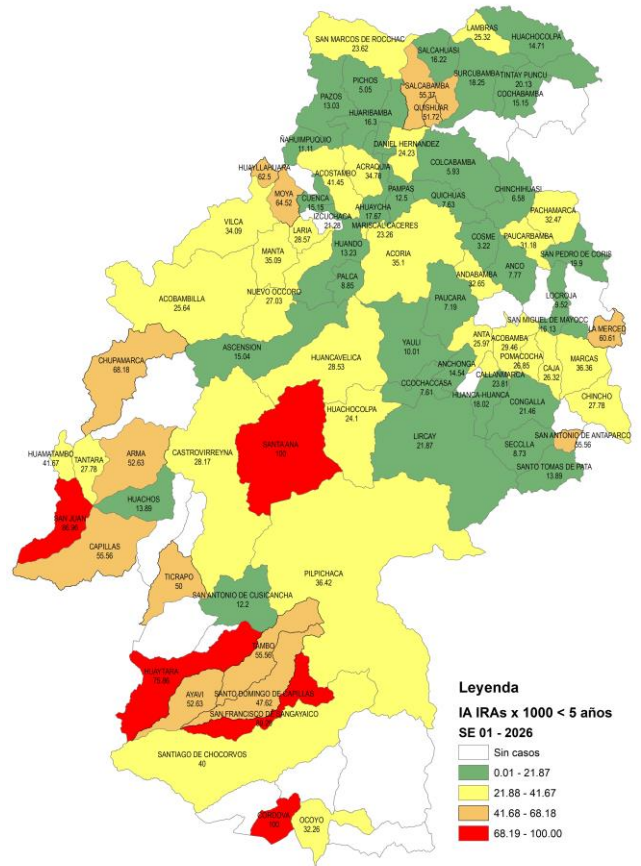 LAMBRAS
25.32
HUACHOCOLPA
14.71
SAN MARCOS DE ROCCHAC
23.62
SALCAHUASI
16.22
SURCUBAMBA
18.25
TINTAY PUNCU
20.13
COCHABAMBA
15.15
PICHOS
5.05
SALCABAMBA
55.37
QUISHUAR
51.72
PAZOS
13.03
HUARIBAMBA
16.3
ÑAHUIMPUQUIO
11.11
DANIEL HERNANDEZ
24.23
COLCABAMBA
5.93
ACRAQUIA
34.78
ACOSTAMBO
41.45
HUAYLLAHUARA
62.5
PAMPAS
12.5
QUICHUAS
7.63
CHINCHIHUASI
6.58
MOYA
64.52
CUENCA
15.15
AHUAYCHA
17.67
PACHAMARCA
32.47
IZCUCHACA
21.28
MARISCAL CACERES
23.26
VILCA
34.09
LARIA
28.57
HUANDO
13.23
COSME
3.22
PAUCARBAMBA
31.18
MANTA
35.09
ACORIA
35.1
SAN PEDRO DE CORIS
19.9
PALCA
8.85
ANCO
7.77
ANDABAMBA
32.65
ACOBAMBILLA
25.64
NUEVO OCCORO
27.03
PAUCARA
7.19
LOCROJA
9.52
SAN MIGUEL DE MAYOCC
16.13
LA MERCED
60.61
ASCENSION
15.04
YAULI
10.01
ANTA
25.97
ACOBAMBA
29.46
POMACOCHA
26.85
CAJA
26.32
MARCAS
36.36
CHUPAMARCA
68.18
HUANCAVELICA
28.53
ANCHONGA
14.54
CALLANMARCA
23.81
CCOCHACCASA
7.61
HUANCA-HUANCA
18.02
CHINCHO
27.78
CONGALLA
21.46
HUACHOCOLPA
24.1
SANTA ANA
100
LIRCAY
21.87
SECCLLA
8.73
SAN ANTONIO DE ANTAPARCO
55.56
SANTO TOMAS DE PATA
13.89
HUAMATAMBO
41.67
TANTARA
27.78
ARMA
52.63
CASTROVIRREYNA
28.17
HUACHOS
13.89
SAN JUAN
CAPILLAS
55.56
TICRAPO
50
PILPICHACA
36.42
SAN ANTONIO DE CUSICANCHA
12.2
TAMBO
55.56
HUAYTARA
AYAVI
52.63
SANTO DOMINGO DE CAPILLAS
47.62
SAN FRANCISCO DE SANGAYAICO
SANTIAGO DE CHOCORVOS
40
CORDOVA
100
OCOYO
32.26
Leyenda
IA IRAs x 1000 < 5 años
SE 01 - 2026
Sin casos
0.01 - 21.87
21.88 - 41.67
41.68 - 68.18
68.19 - 100.00